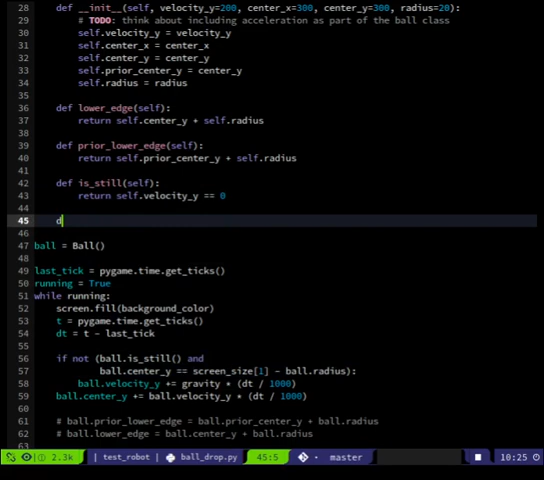 28 def __init__(self, velocity_y=200, center_x=300, center_y=300, radius=20):
29 # TODO: think about including acceleration as part of the ball class
30 self.velocity_y = velocity_y
31 self.center_x = center_x
32 self.center_y = center_y
33 self.prior_center_y = center_y
34 self.radius = radius
35
36 def lower_edge(self):
37 return self.center_y + self.radius
38
39 def prior_lower_edge(self):
40 return self.prior_center_y + self.radius
41
42 def is_still(self):
43 return self.velocity_y == 0
44
45 d
46
47 ball = Ball()
48
49 last_tick = pygame.time.get_ticks()
50 running = True
51 while running:
52 screen.fill(background_color)
53 t = pygame.time.get_ticks()
54 dt = t - last_tick
55
56 if not (ball.is_still() and
57 ball.center_y == screen_size[1] - ball.radius):
58 ball.velocity_y += gravity * (dt / 1000)
59 ball.center_y += ball.velocity_y * (dt / 1000)
60
61 # ball.prior_lower_edge = ball.prior_center_y + ball.radius
62 # ball.lower_edge = ball.center_y + ball.radius
63
2.3k | test_robot | ball_drop.py 45:5 master 10:25